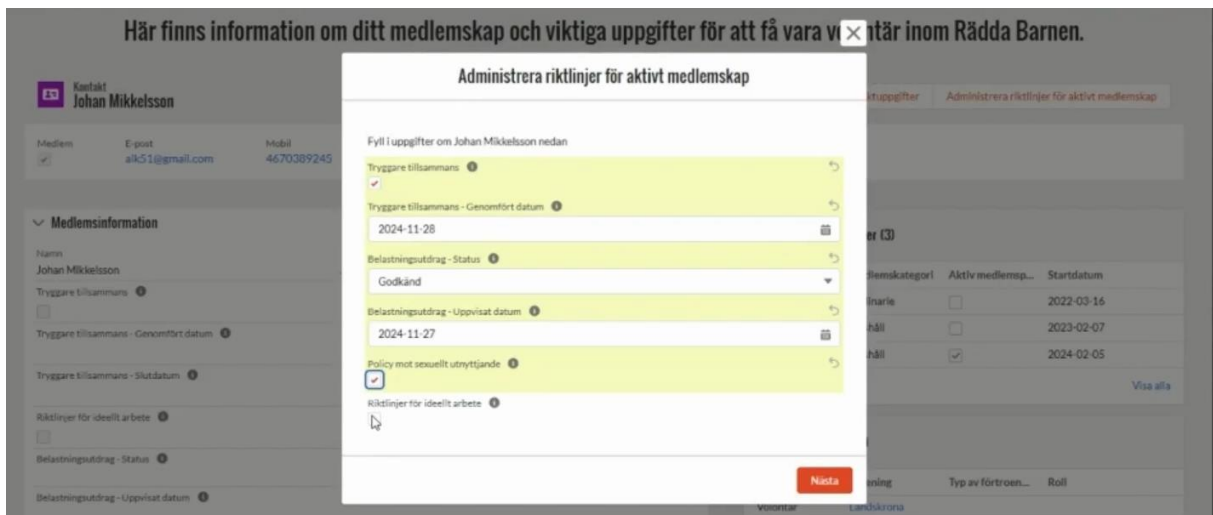 Här finns information om ditt medlemskap och viktiga uppgifter för att få vara vo ntär inom Rädda Barnen.
Kontakt
Johan Mikkelsson
ktuppgifter
Administrera riktlinjer för aktivt medlemskap
Medlem
E-post
Mobil
alk51@gmail.com
4670389245
Medlemsinformation
Namn
Johan Mikkelsson
Tryggare tillsammans
Tryggare tillsammans - Genomfört datum
Tryggare tillsammans - Slutdatum
Riktlinjer för ideellt arbete
Belastningsutdrag - Status
Belastningsutdrag - Uppvisat datum
Administrera riktlinjer för aktivt medlemskap
Fyll i uppgifter om Johan Mikkelsson nedan
Tryggare tillsammans
Tryggare tillsammans - Genomfört datum
2024-11-28
Belastningsutdrag - Status
Godkänd
Belastningsutdrag - Uppvisat datum
2024-11-27
Policy mot sexuellt utnyttjande
Riktlinjer för ideellt arbete
Nästa
er (3)
dlemskategori Aktiv medlemsp... Startdatum
linarie 2022-03-16
håll 2023-02-07
håll 2024-02-05
Visa alla
ening Typ av förtroen... Roll
Volontär Landskrona